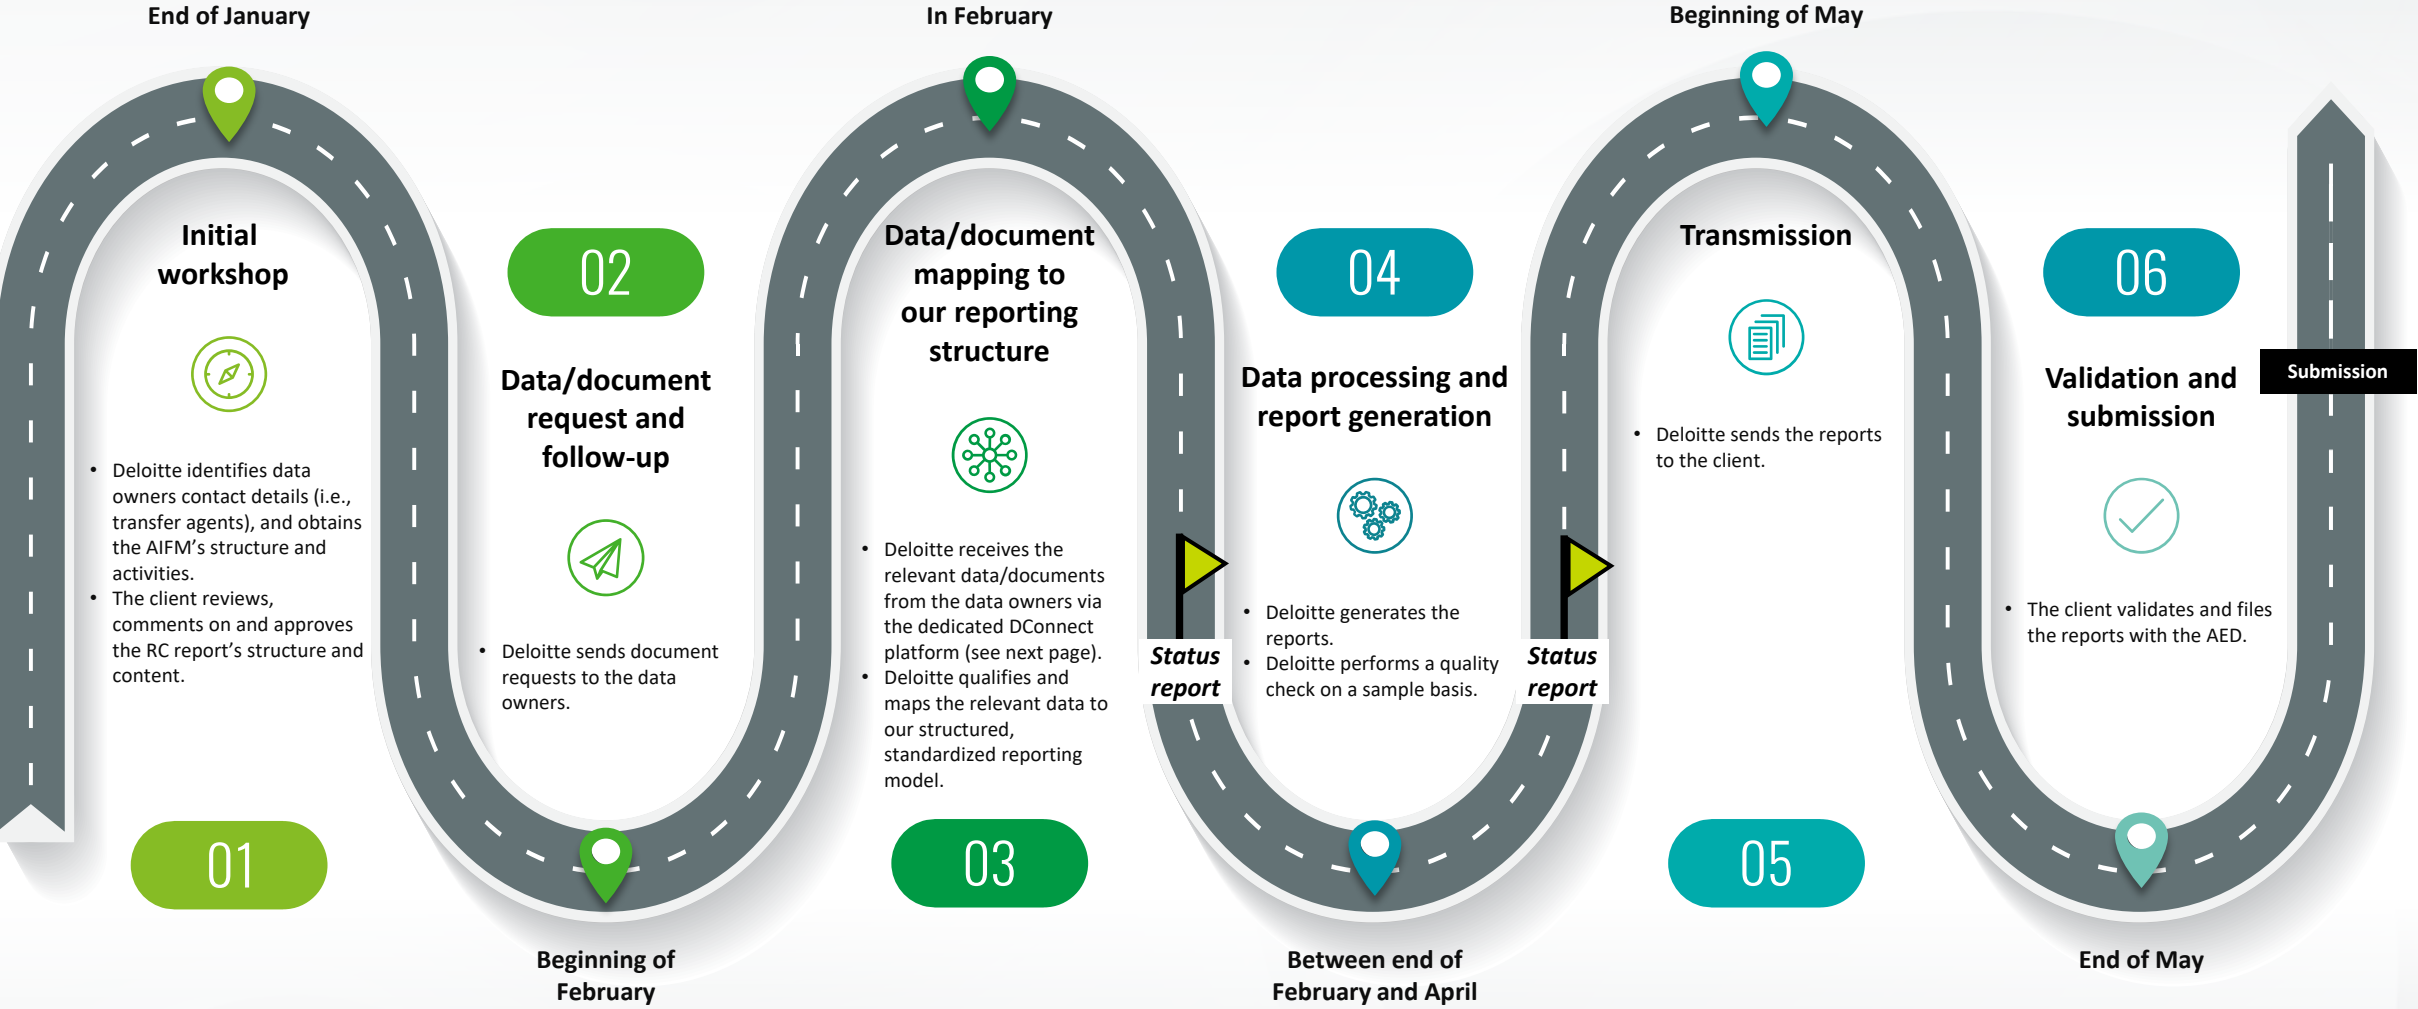 End of January
Initial
workshop
• Deloitte identifies data
owners contact details (i.e.,
transfer agents), and obtains
the AIFM's structure and
activities.
• The client reviews,
comments on and approves
the RC report's structure and
content.
01
02
Data/document
request and
follow-up
• Deloitte sends document
requests to the data
owners.
Beginning of
February
In February
Data/document
mapping to
our reporting
structure
• Deloitte receives the
relevant data/documents
from the data owners via
the dedicated DConnect
platform (see next page).
• Deloitte qualifies and
maps the relevant data to
our structured,
standardized reporting
model.
03
Status
report
04
Data processing and
report generation
• Deloitte generates the
reports.
• Deloitte performs a quality
check on a sample basis.
Between end of
February and April
Status
report
Beginning of May
Transmission
• Deloitte sends the reports
to the client.
05
06
Validation and
submission
• The client validates and files
the reports with the AED.
End of May
Submission